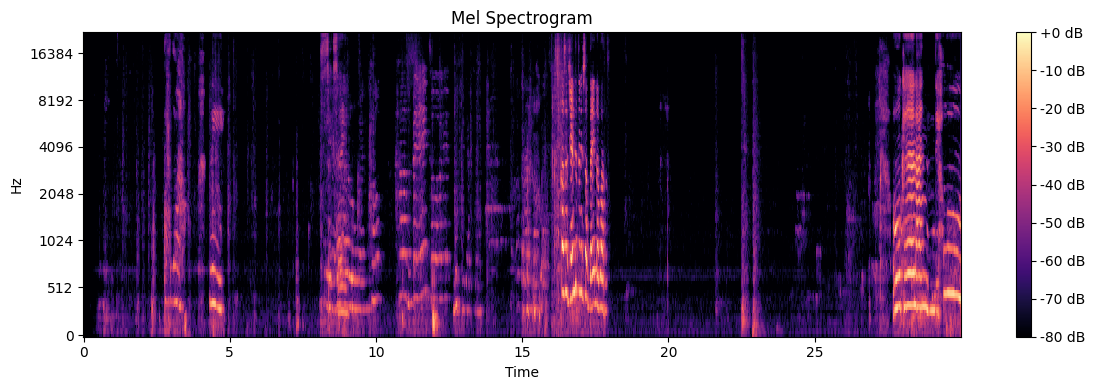 Mel Spectrogram
Hz
16384
8192
4096
2048
1024
512
0
0 5 10 15 20 25
Time
+0 dB
-10 dB
-20 dB
-30 dB
-40 dB
-50 dB
-60 dB
-70 dB
-80 dB